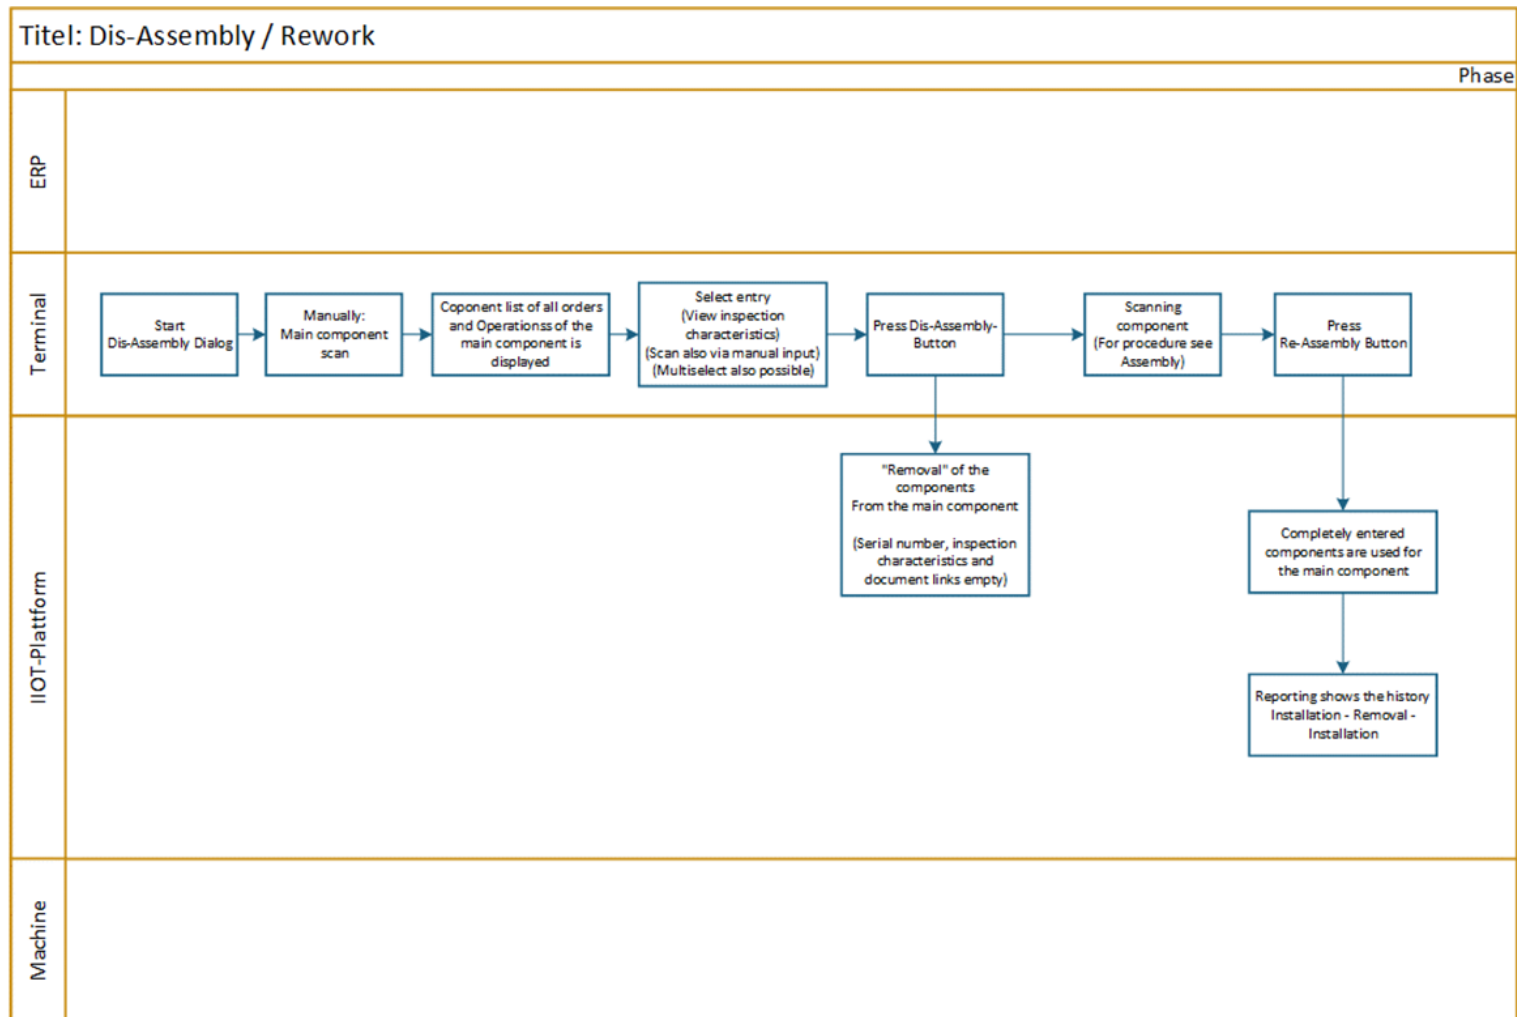 Titel: Dis-Assembly / Rework
Phase
ERP
Terminal
Start
Dis-Assembly Dialog
Manually:
Main component
scan
Coponent list of all orders
and Operationss of the
main component is
displayed
Select entry
(View inspection
characteristics)
(Scan also via manual input)
(Multiselect also possible)
Press Dis-Assembly-
Button
Scanning
component
(For procedure see
Assembly)
Press
Re-Assembly Button
IIOT-Plattform
"Removal" of the
components
From the main component
(Serial number, inspection
characteristics and
document links empty)
Completely entered
components are used for
the main component
Reporting shows the history
Installation - Removal -
Installation
Machine